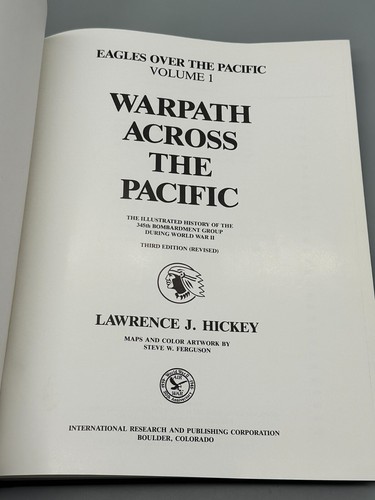 EAGLES OVER THE PACIFIC
VOLUME 1
WARPATH
ACROSS
THE
PACIFIC
THE ILLUSTRATED HISTORY OF THE
345th BOMBARDMENT GROUP
DURING WORLD WAR II
THIRD EDITION (REVISED)
LAWRENCE J. HICKEY
MAPS AND COLOR ARTWORK BY
STEVE W. FERGUSON
INTERNATIONAL RESEARCH AND PUBLISHING CORPORATION
BOULDER, COLORADO